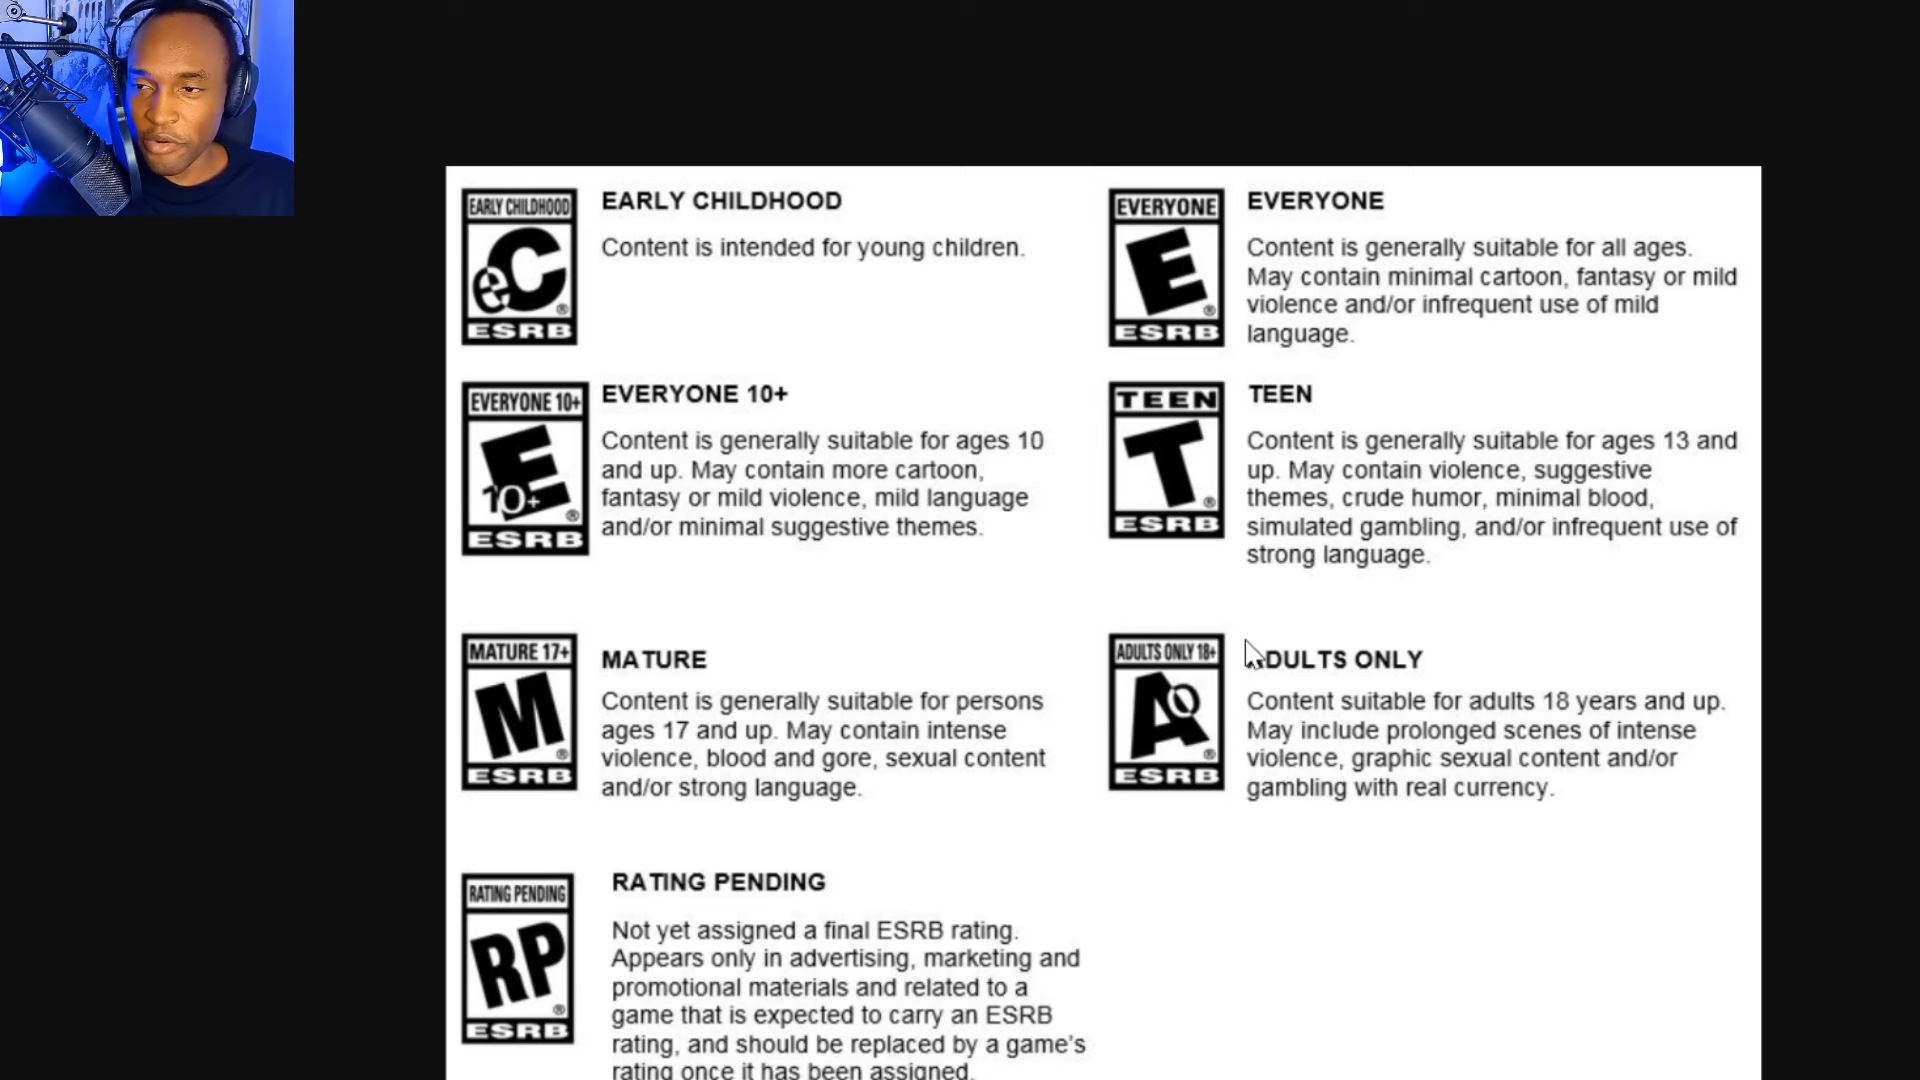 EARLY CHILDHOOD
eC
ESRB
EARLY CHILDHOOD
Content is intended for young children.
EVERYONE
E
ESRB
EVERYONE
Content is generally suitable for all ages.
May contain minimal cartoon, fantasy or mild
violence and/or infrequent use of mild
language.
EVERYONE 10+
E
10+
ESRB
EVERYONE 10+
Content is generally suitable for ages 10
and up. May contain more cartoon,
fantasy or mild violence, mild language
and/or minimal suggestive themes.
TEEN
T
ESRB
TEEN
Content is generally suitable for ages 13 and
up. May contain violence, suggestive
themes, crude humor, minimal blood,
simulated gambling, and/or infrequent use of
strong language.
MATURE 17+
M
ESRB
MATURE
Content is generally suitable for persons
ages 17 and up. May contain intense
violence, blood and gore, sexual content
and/or strong language.
ADULTS ONLY 18+
AO
ESRB
ADULTS ONLY
Content suitable for adults 18 years and up.
May include prolonged scenes of intense
violence, graphic sexual content and/or
gambling with real currency.
RATING PENDING
RP
ESRB
RATING PENDING
Not yet assigned a final ESRB rating.
Appears only in advertising, marketing and
promotional materials and related to a
game that is expected to carry an ESRB
rating, and should be replaced by a game's
rating once it has been assigned.